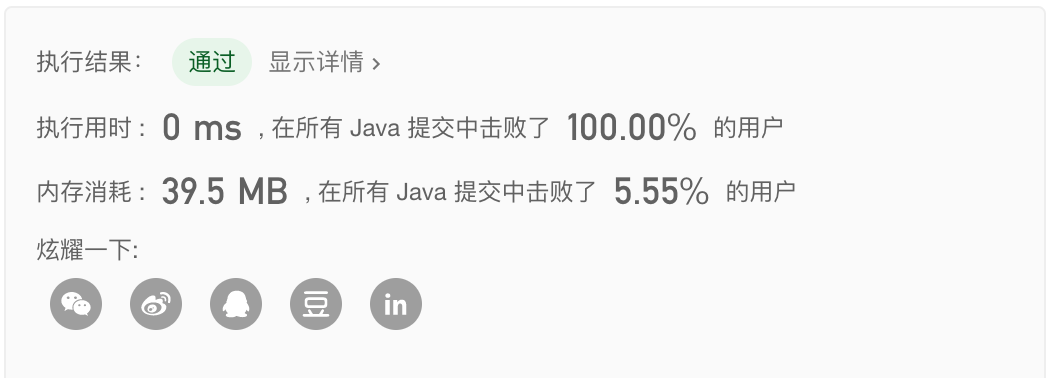 执行结果： 通过 显示详情 >
执行用时 : 0 ms , 在所有 Java 提交中击败了 100.00% 的用户
内存消耗 : 39.5 MB , 在所有 Java 提交中击败了 5.55% 的用户
炫耀一下:
豆 in